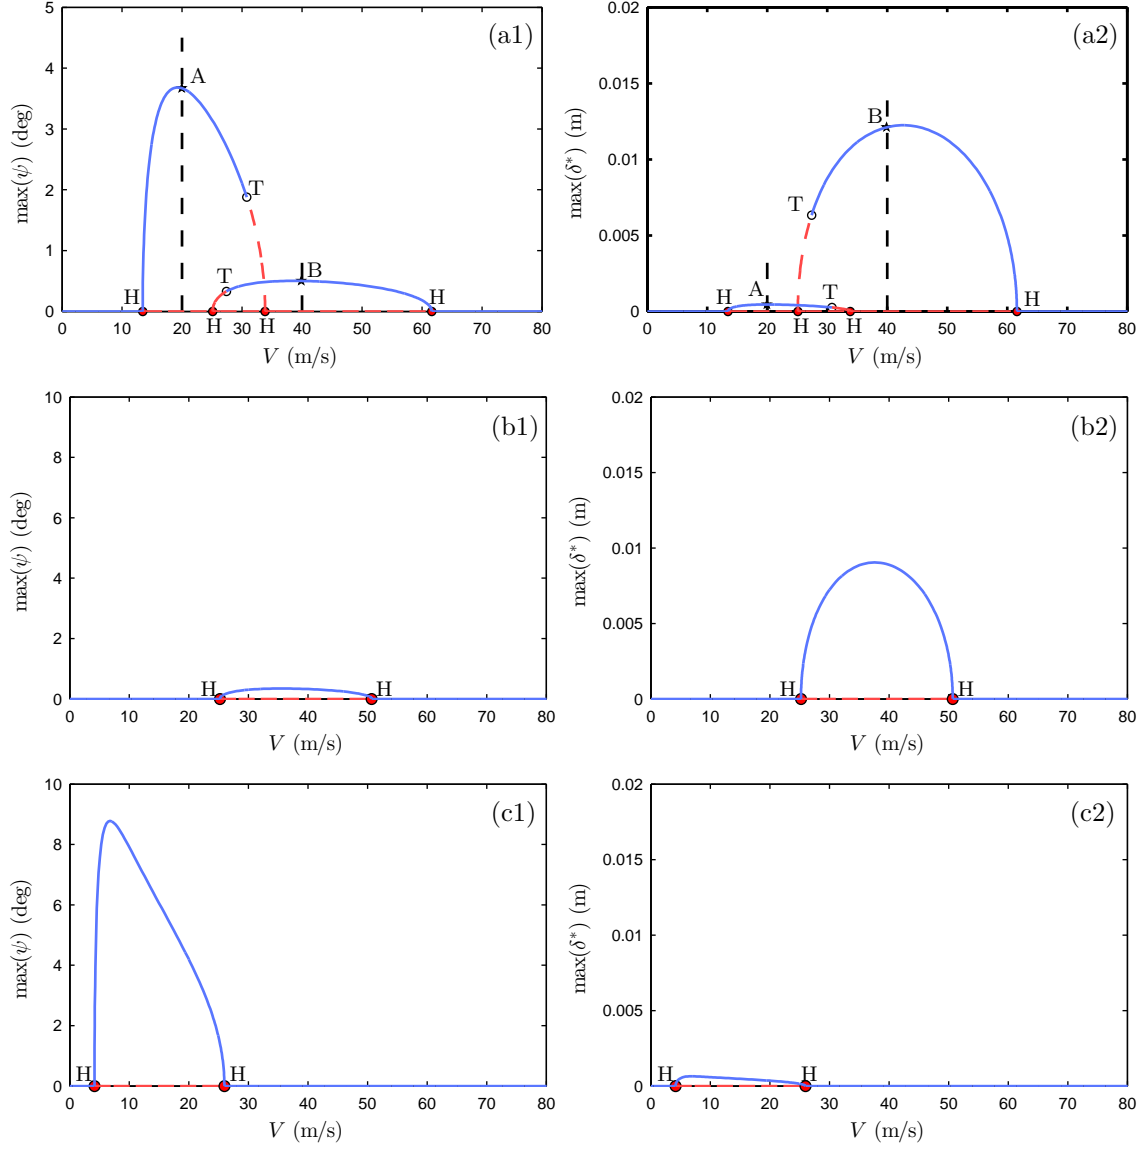 (a1)
max(ψ) (deg)
5
4
3
2
1
0
A
T
T
B
H
H
H
H
0 10 20 30 40 50 60 70 80
V (m/s)
(a2)
max(δ*) (m)
0.02
0.015
0.01
0.005
0
B
T
A
T
H
H
H
H
0 10 20 30 40 50 60 70 80
V (m/s)
(b1)
max(ψ) (deg)
10
8
6
4
2
0
H
H
0 10 20 30 40 50 60 70 80
V (m/s)
(b2)
max(δ*) (m)
0.02
0.015
0.01
0.005
0
H
H
0 10 20 30 40 50 60 70 80
V (m/s)
(c1)
max(ψ) (deg)
10
8
6
4
2
0
H
H
0 10 20 30 40 50 60 70 80
V (m/s)
(c2)
max(δ*) (m)
0.02
0.015
0.01
0.005
0
H
H
0 10 20 30 40 50 60 70 80
V (m/s)